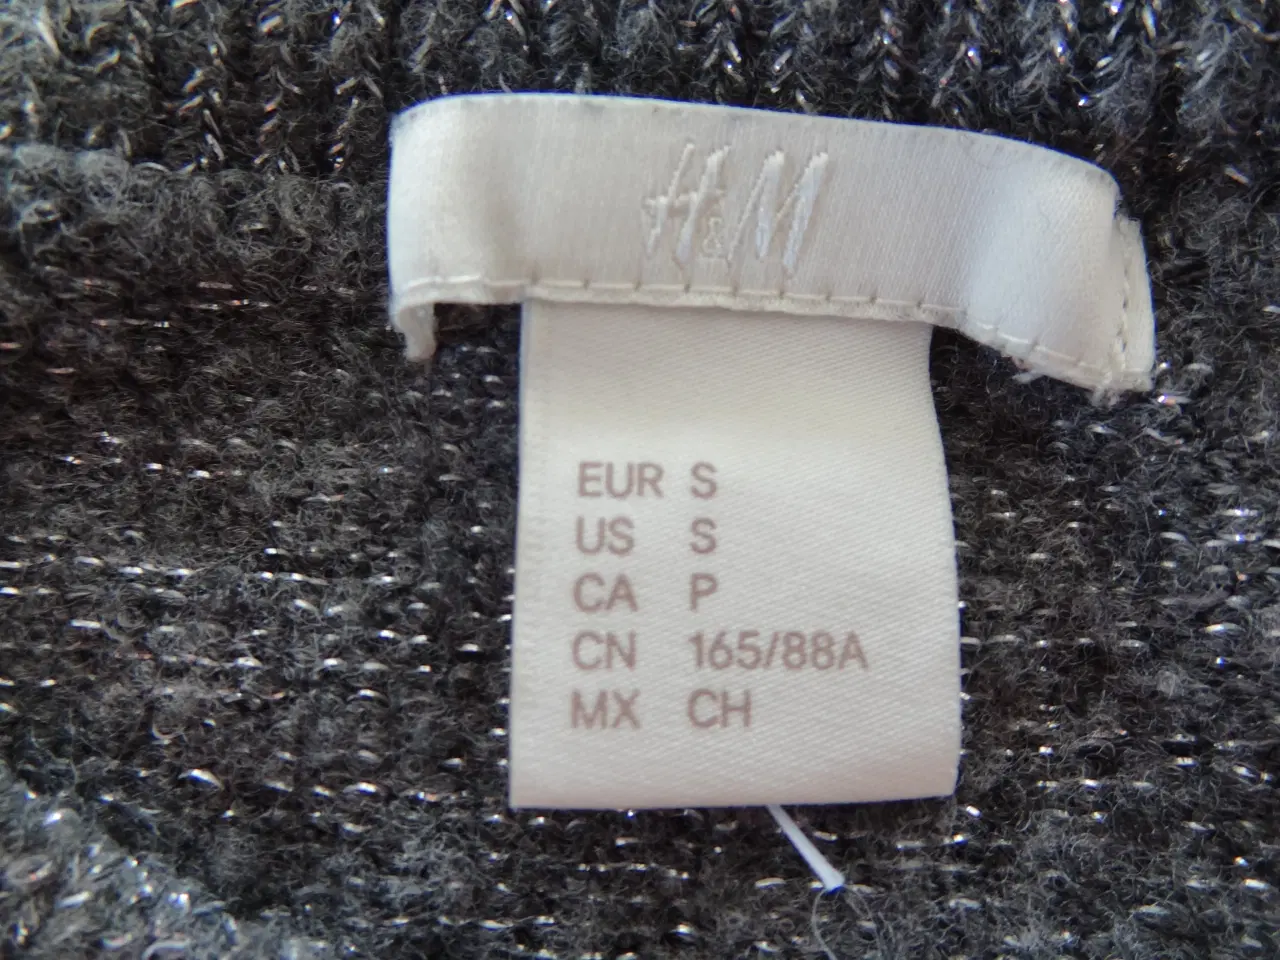 H&M
EUR S
US S
CA P
CN 165/88A
MX CH